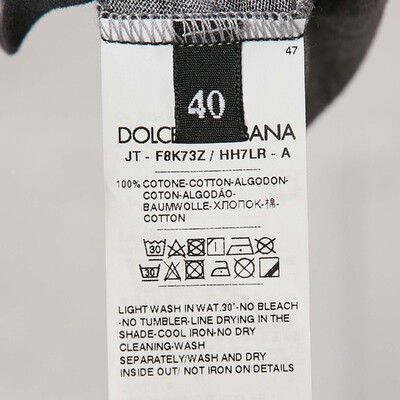 47
40
DOLCE BANA
JT - F8K73Z / HH7LR - A
100% COTONE-COTTON-ALGODON-
COTON-ALGODÃO-
BAUMWOLLE-ХЛОПОК-棉-
COTTON
30
30
LIGHT WASH IN WAT.30°-NO BLEACH
-NO TUMBLER-LINE DRYING IN THE
SHADE-COOL IRON-NO DRY
CLEANING-WASH
SEPARATELY/WASH AND DRY
INSIDE OUT/ NOT IRON ON DETAILS